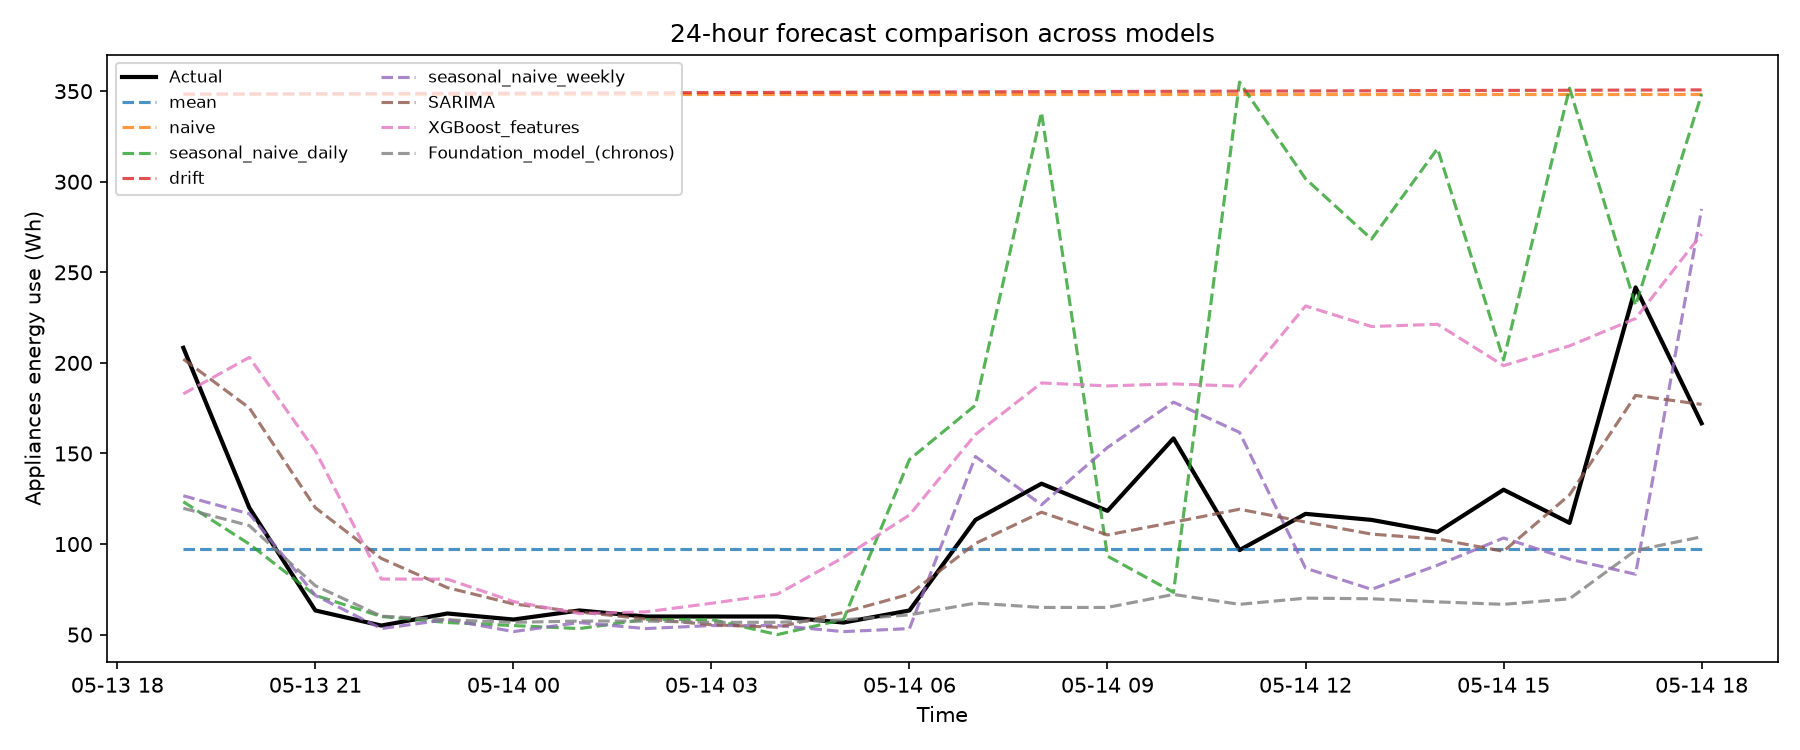 24-hour forecast comparison across models
Appliances energy use (Wh)
350
300
250
200
150
100
50
Actual
mean
naive
seasonal_naive_daily
drift
seasonal_naive_weekly
SARIMA
XGBoost_features
Foundation_model_(chronos)
05-13 18
05-13 21
05-14 00
05-14 03
05-14 06
05-14 09
05-14 12
05-14 15
05-14 18
Time